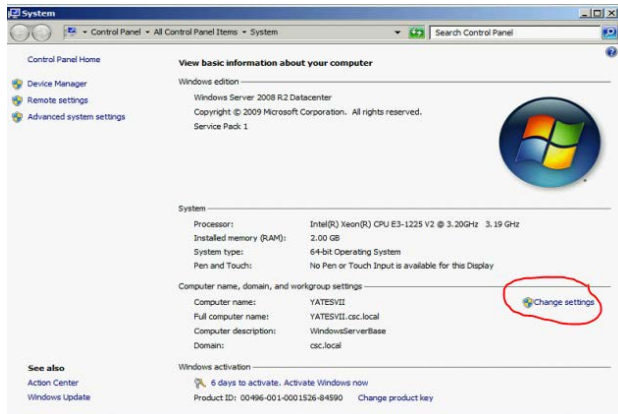 System
Control Panel • All Control Panel Items • System
Search Control Panel
Control Panel Home
Device Manager
Remote settings
Advanced system settings
See also
Action Center
Windows Update
View basic information about your computer
Windows edition
Windows Server 2008 R2 Datacenter
Copyright © 2009 Microsoft Corporation. All rights reserved.
Service Pack 1
System
Processor: Intel(R) Xeon(R) CPU E3-1225 V2 @ 3.20GHz 3.19 GHz
Installed memory (RAM): 2.00 GB
System type: 64-bit Operating System
Pen and Touch: No Pen or Touch Input is available for this Display
Computer name, domain, and workgroup settings
Computer name: YATESVII
Change settings
Full computer name: YATESVII.csc.local
Computer description: WindowsServerBase
Domain: csc.local
Windows activation
6 days to activate. Activate Windows now
Product ID: 00496-001-0001526-84590 Change product key